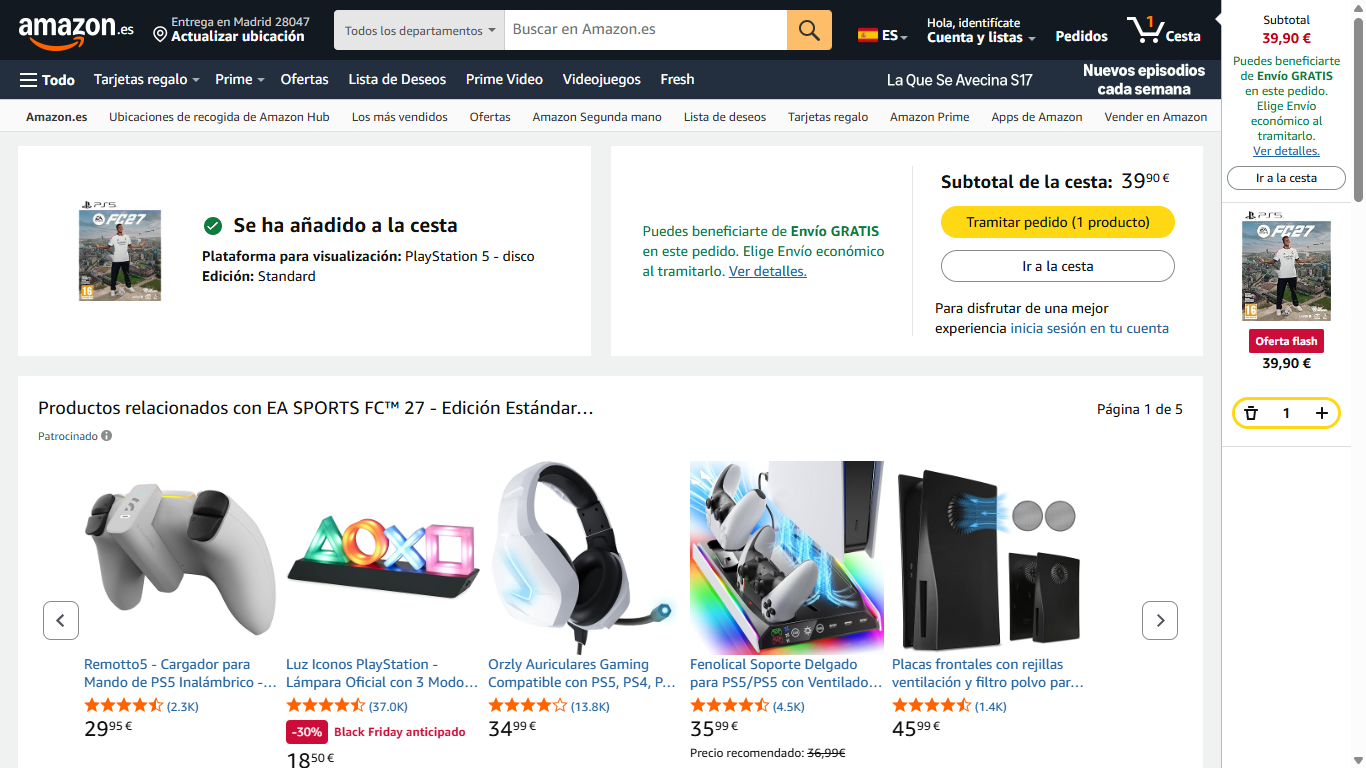 amazon.es
Entrega en Madrid 28047
Actualizar ubicación
Todos los departamentos
Buscar en Amazon.es
ES
Hola, identifícate
Cuenta y listas
Pedidos
1
Cesta
Todo
Tarjetas regalo
Prime
Ofertas
Lista de Deseos
Prime Video
Videojuegos
Fresh
La Que Se Avecina S17
Nuevos episodios
cada semana
Amazon.es
Ubicaciones de recogida de Amazon Hub
Los más vendidos
Ofertas
Amazon Segunda mano
Lista de deseos
Tarjetas regalo
Amazon Prime
Apps de Amazon
Vender en Amazon
PS5
FC27
16
Se ha añadido a la cesta
Plataforma para visualización: PlayStation 5 - disco
Edición: Standard
Puedes beneficiarte de Envío GRATIS
en este pedido. Elige Envío económico
al tramitarlo. Ver detalles.
Subtotal de la cesta: 39,90 €
Tramitar pedido (1 producto)
Ir a la cesta
Para disfrutar de una mejor
experiencia inicia sesión en tu cuenta
Productos relacionados con EA SPORTS FC™ 27 - Edición Estándar…
Página 1 de 5
Patrocinado
Remotto5 - Cargador para
Mando de PS5 Inalámbrico -…
(2.3K)
29,95 €
Luz Iconos PlayStation -
Lámpara Oficial con 3 Modo…
(37.0K)
-30% Black Friday anticipado
18,50 €
Orzly Auriculares Gaming
Compatible con PS5, PS4, P…
(13.8K)
34,99 €
Fenolical Soporte Delgado
para PS5/PS5 con Ventilado…
(4.5K)
35,99 €
Precio recomendado: 36,99€
Placas frontales con rejillas
ventilación y filtro polvo par…
(1.4K)
45,99 €
Subtotal
39,90 €
Puedes beneficiarte
de Envío GRATIS
en este pedido.
Elige Envío
económico al
tramitarlo.
Ver detalles.
Ir a la cesta
PS5
FC27
16
Oferta flash
39,90 €
1